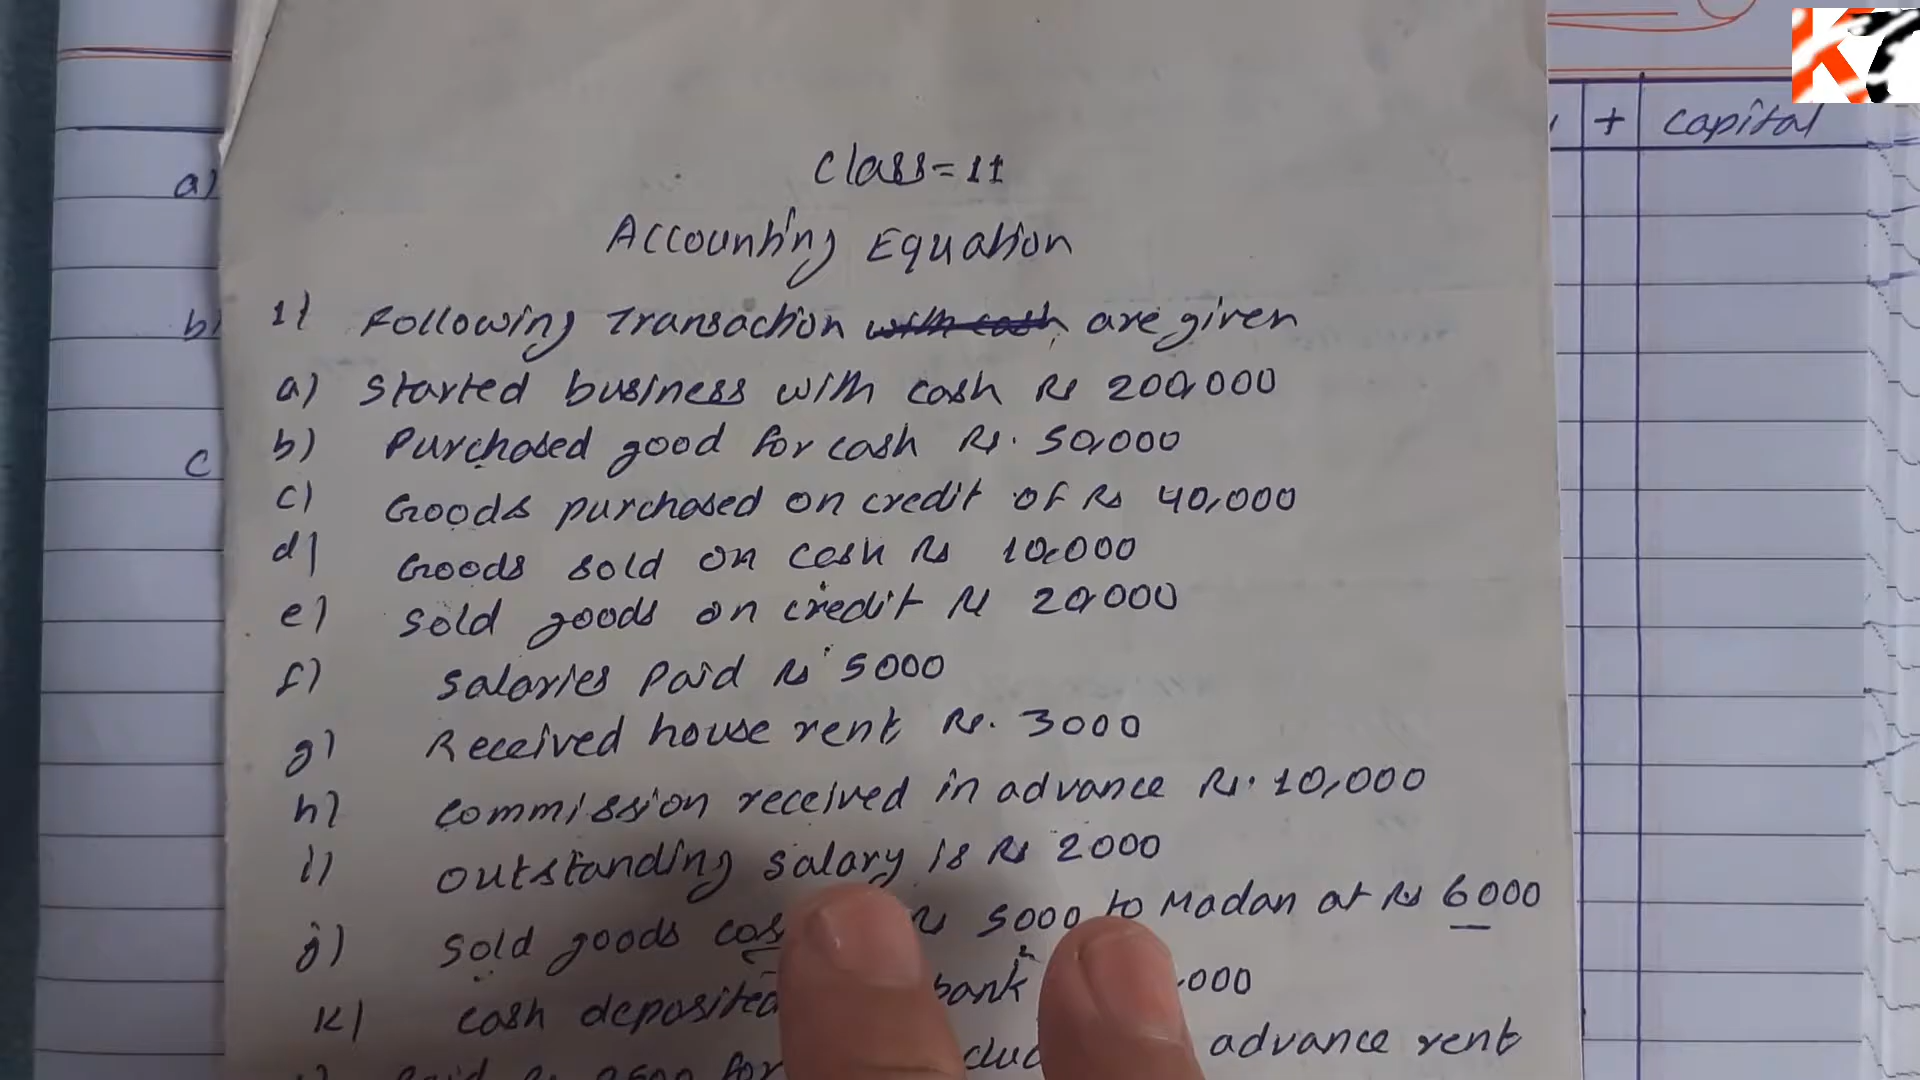 + capital
a)
b)
c
Class = 11
Accounting Equation
1) Following Transaction are given
a) Started business with cash Rs 200,000
b) Purchased good for cash Rs. 50,000
c) Goods purchased on credit of Rs 40,000
d) Goods sold on cash Rs 10,000
e) Sold goods on credit Rs 20,000
f) Salaries Paid Rs 5000
g) Received house rent Rs. 3000
h) Commission received in advance Rs. 10,000
i) Outstanding salary is Rs 2000
j) Sold goods 5000 to Madan at Rs 6000
K) cash deposited bank 000
advance rent